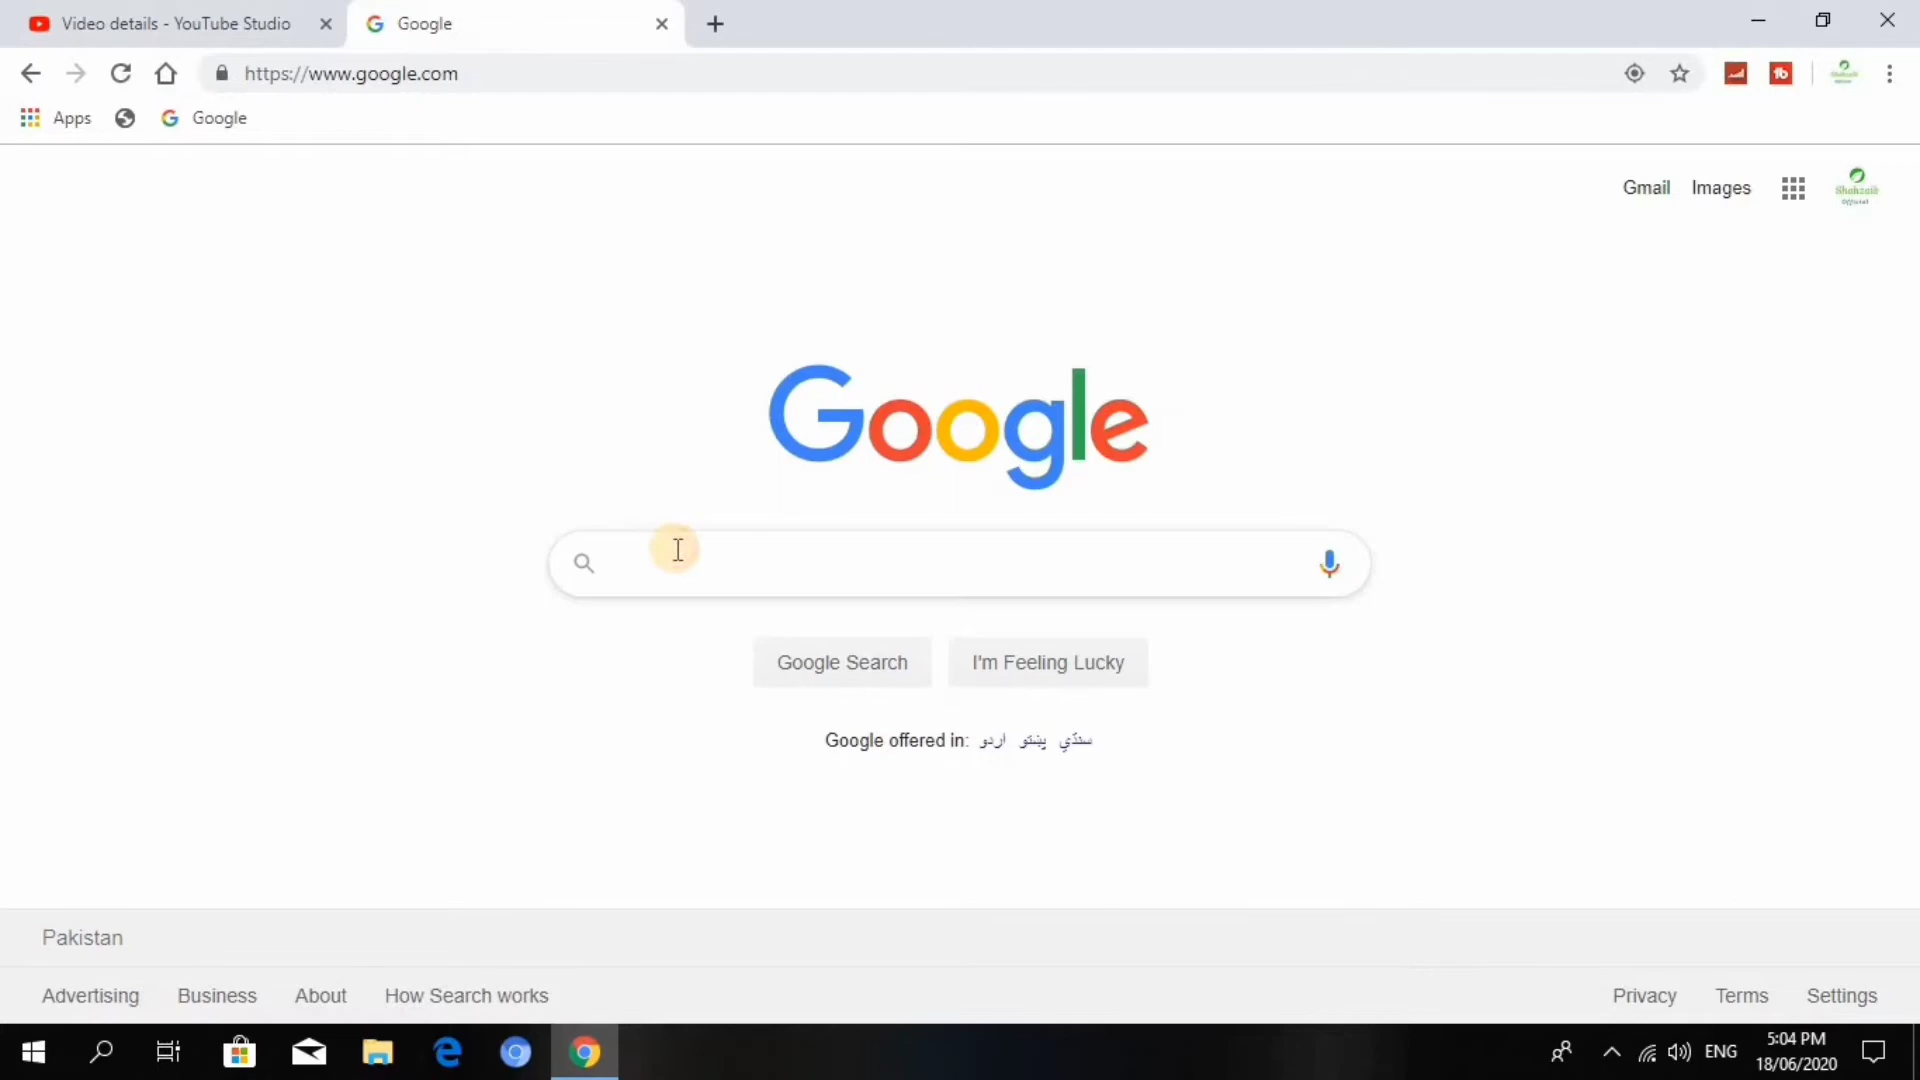 Video details - YouTube Studio
Google
https://www.google.com
Apps
Google
Gmail Images
Shahzaib
Official
Google
Google Search I'm Feeling Lucky
Google offered in: اردو پښتو سنڌي
Pakistan
Advertising Business About How Search works
Privacy Terms Settings
ENG
5:04 PM
18/06/2020